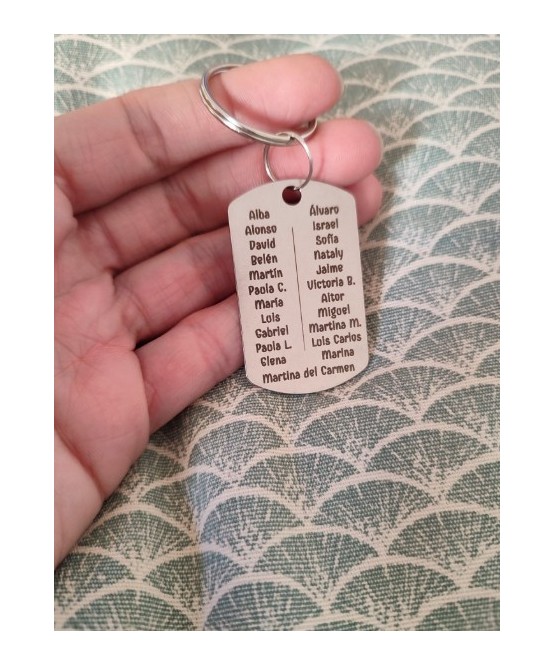 Alba
Alonso
David
Belén
Martín
Paola C.
María
Luis
Gabriel
Paola L.
Elena
Álvaro
Israel
Sofía
Nataly
Jaime
Victoria B.
Aitor
Miguel
Martina M.
Luis Carlos
Marina
Martina del Carmen